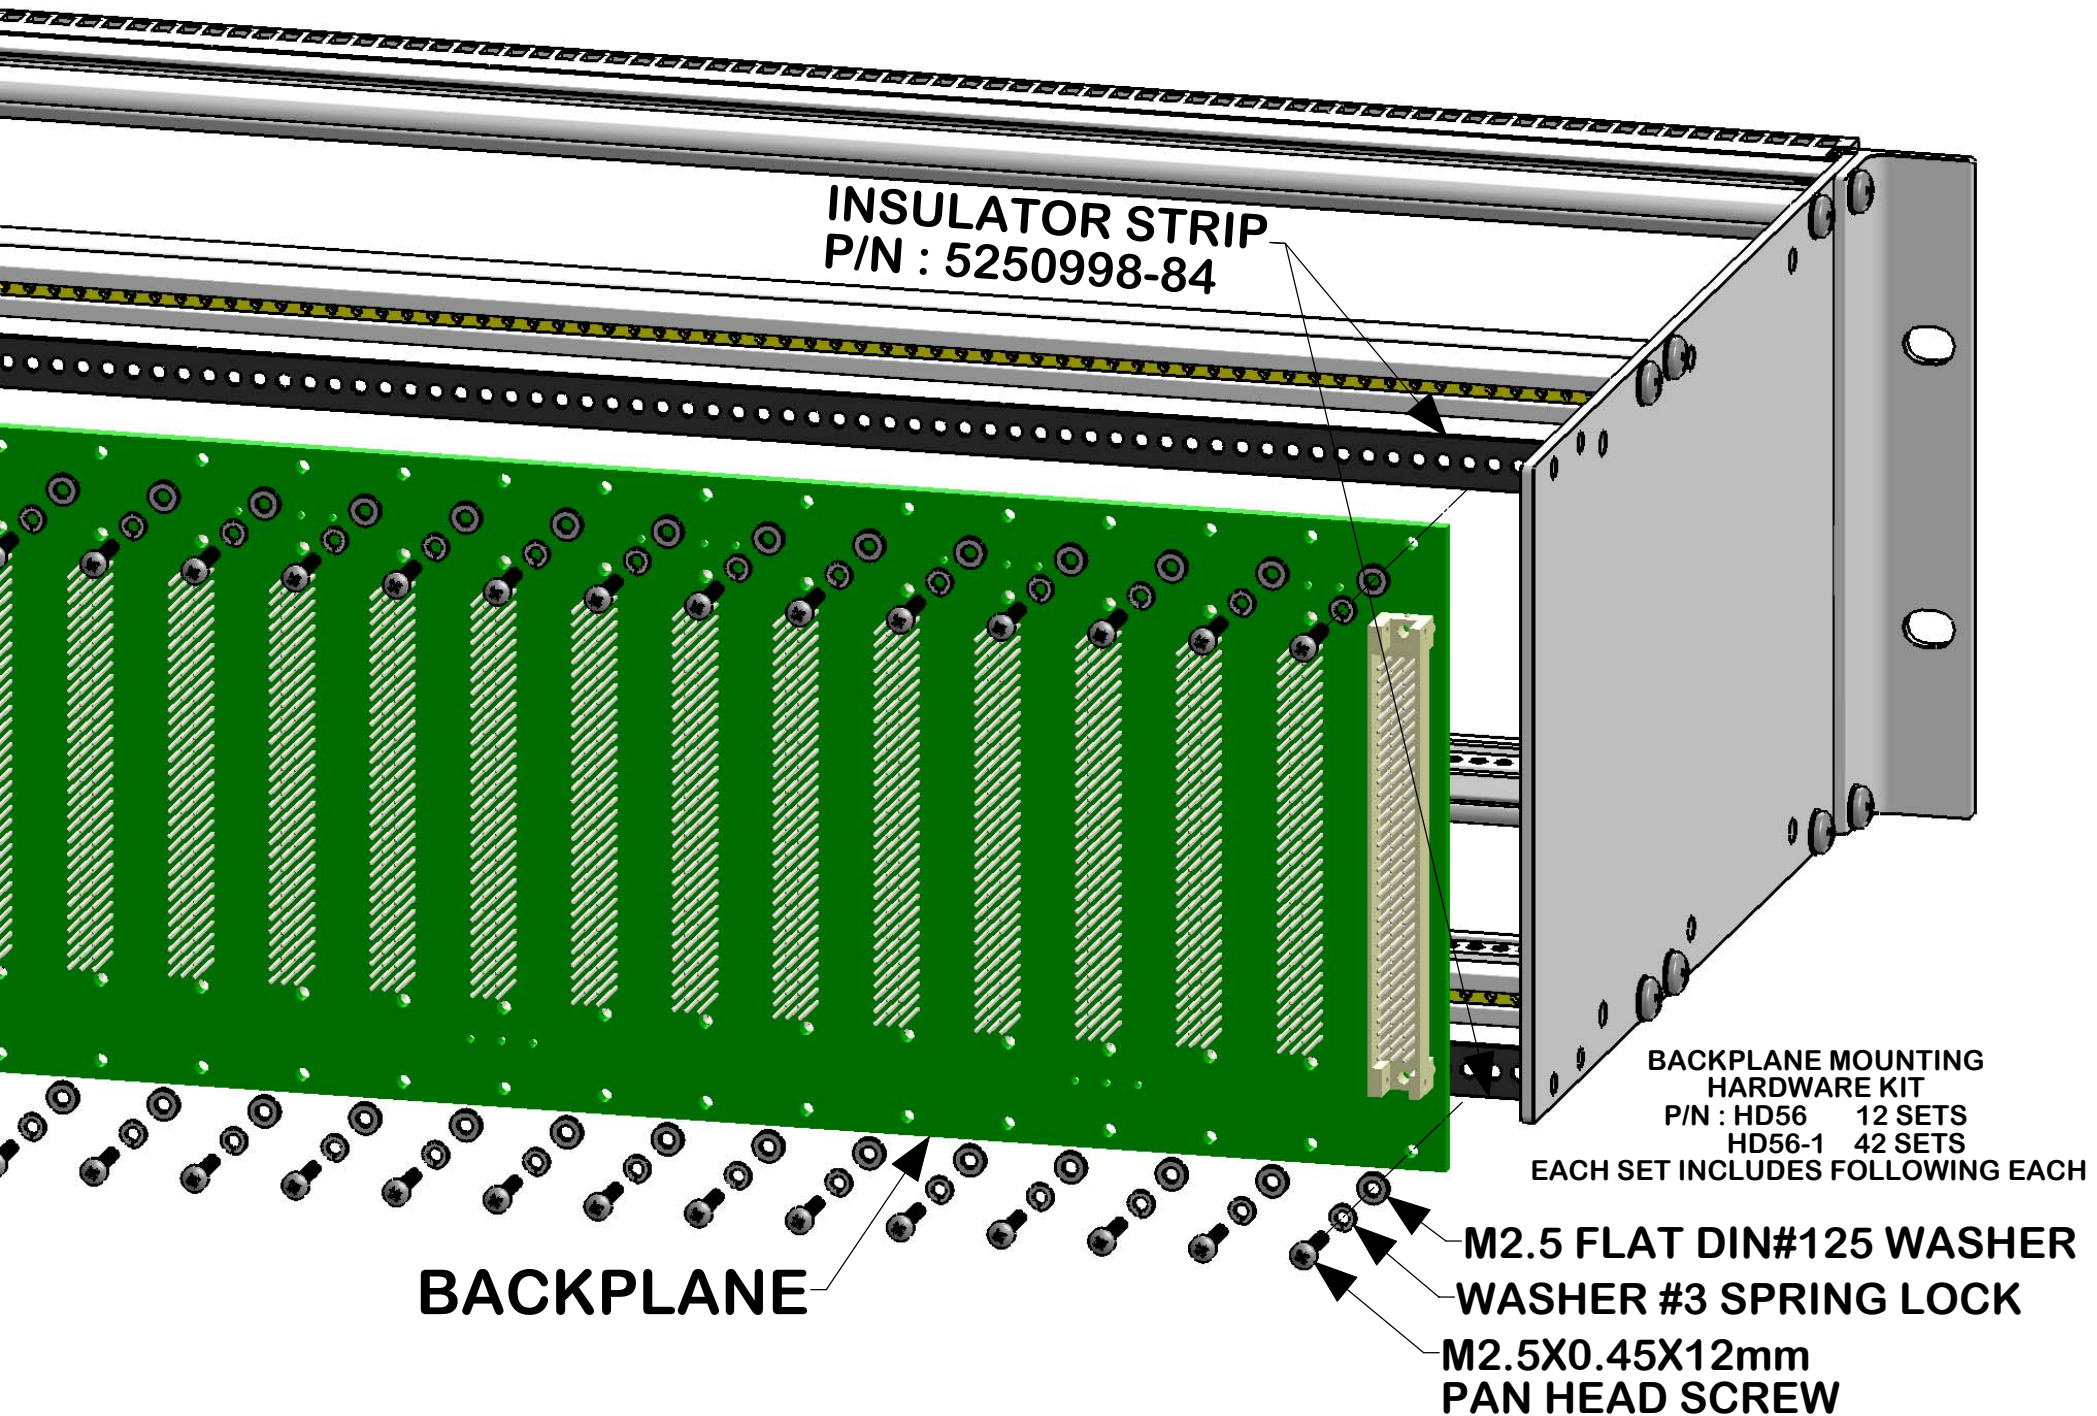 INSULATOR STRIP
P/N : 5250998-84
BACKPLANE MOUNTING
HARDWARE KIT
P/N : HD56 12 SETS
HD56-1 42 SETS
EACH SET INCLUDES FOLLOWING EACH
M2.5 FLAT DIN#125 WASHER
WASHER #3 SPRING LOCK
M2.5X0.45X12mm
PAN HEAD SCREW
BACKPLANE